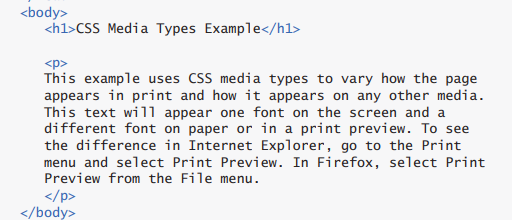 <body>
<h1>CSS Media Types Example</h1>
<p>
This example uses CSS media types to vary how the page
appears in print and how it appears on any other media.
This text will appear one font on the screen and a
different font on paper or in a print preview. To see
the difference in Internet Explorer, go to the Print
menu and select Print Preview. In Firefox, select Print
Preview from the File menu.
</p>
</body>